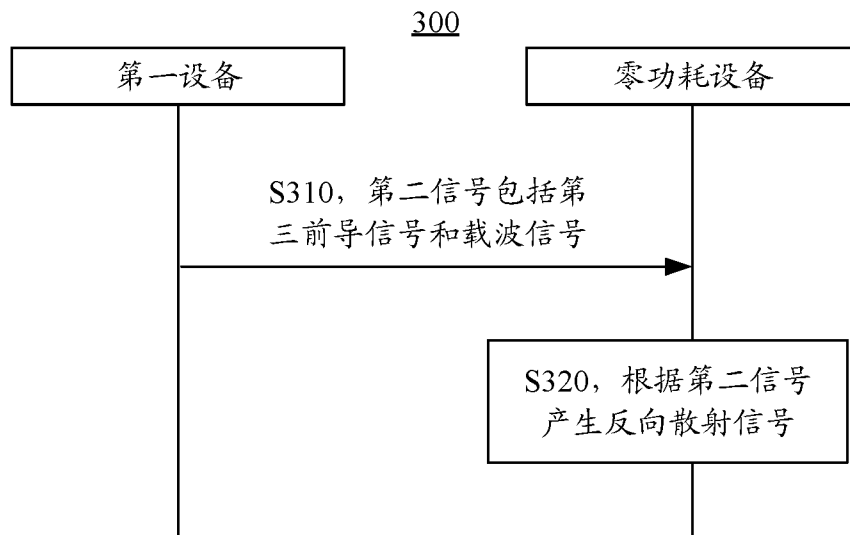 300
第一设备
零功耗设备
S310，第二信号包括第
三前导信号和载波信号
S320，根据第二信号
产生反向散射信号